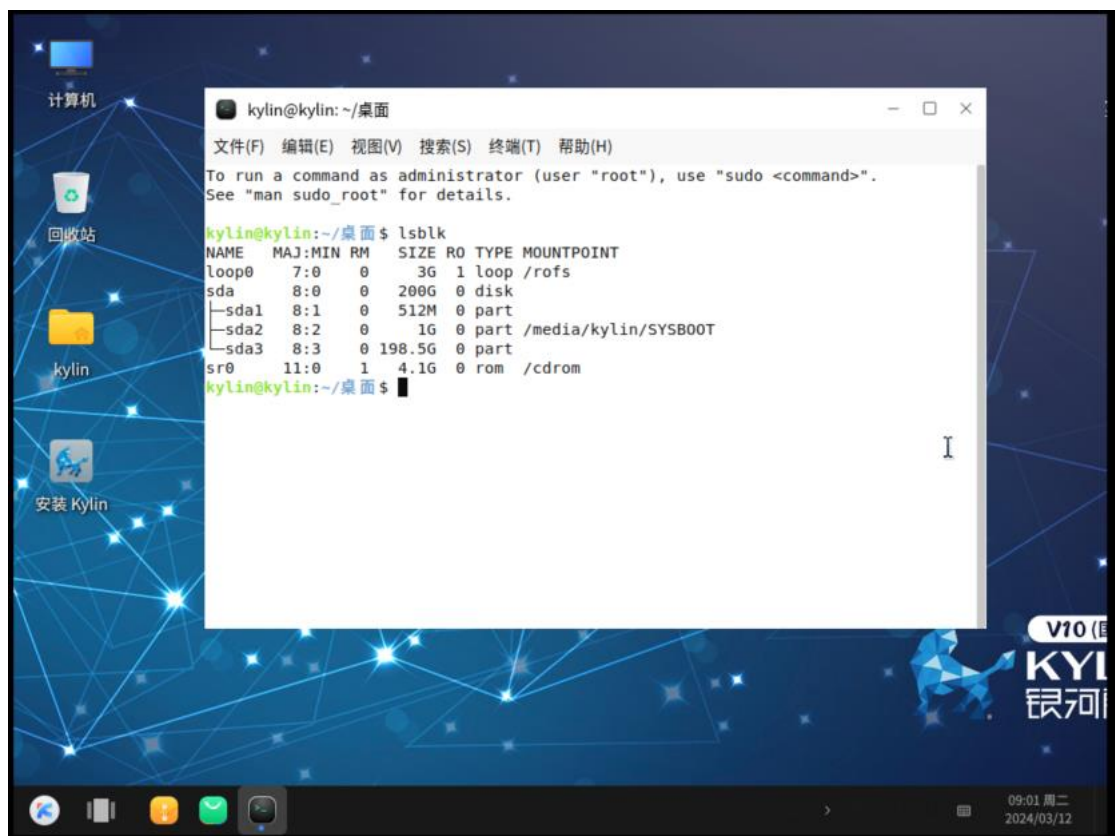 计算机
回收站
kylin
安装 Kylin
kylin@kylin: ~/桌面
文件(F) 编辑(E) 视图(V) 搜索(S) 终端(T) 帮助(H)
To run a command as administrator (user "root"), use "sudo <command>".
See "man sudo_root" for details.
kylin@kylin:~/桌面$ lsblk
NAME   MAJ:MIN RM   SIZE RO TYPE MOUNTPOINT
loop0    7:0    0     3G  1 loop /rofs
sda      8:0    0   200G  0 disk
├─sda1   8:1    0   512M  0 part
├─sda2   8:2    0     1G  0 part /media/kylin/SYSBOOT
└─sda3   8:3    0 198.5G  0 part
sr0     11:0    1   4.1G  0 rom  /cdrom
kylin@kylin:~/桌面$
V10
银河
09:01 周二
2024/03/12